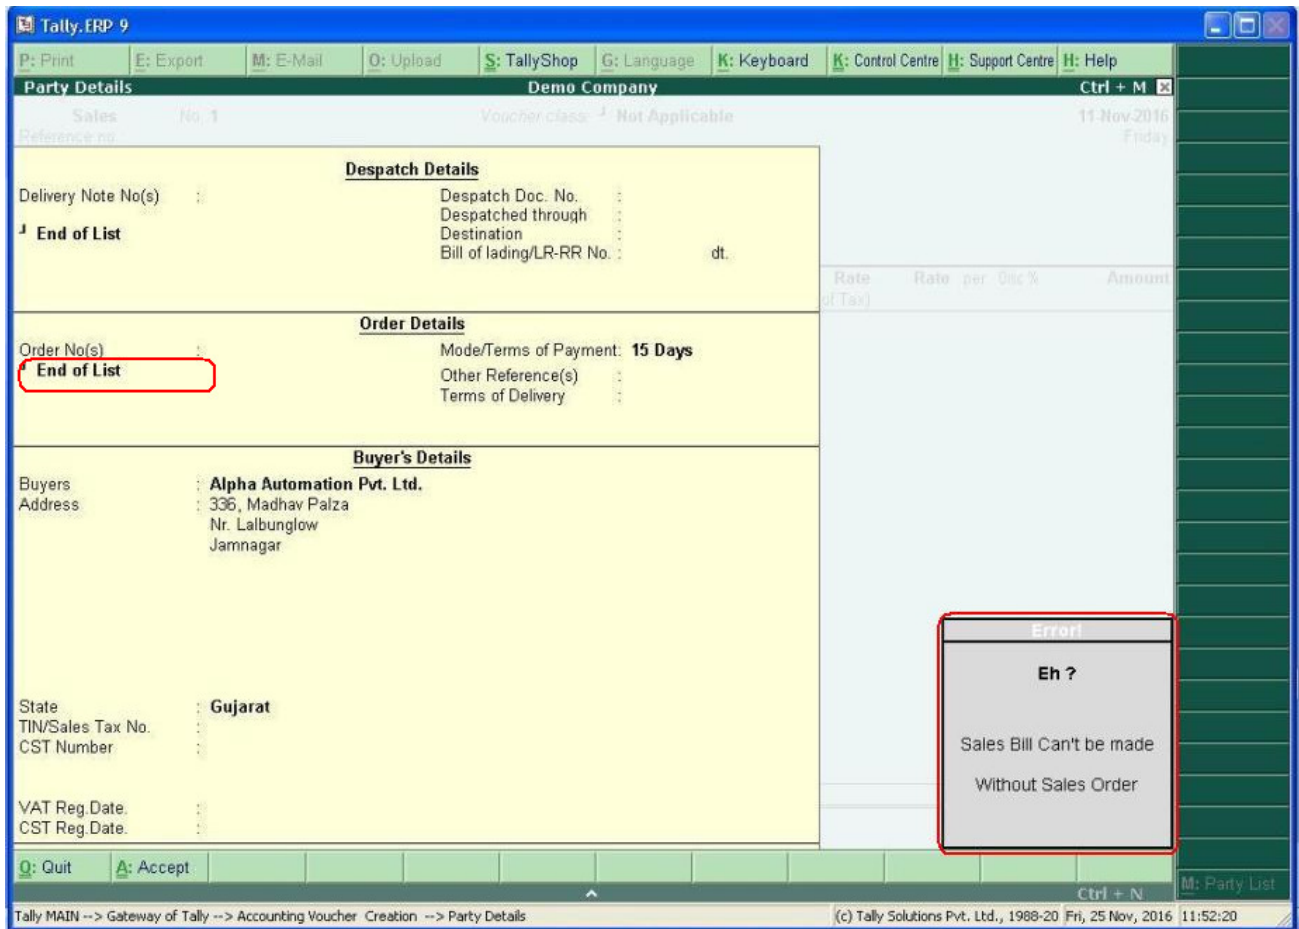 Tally.ERP 9
P: Print E: Export M: E-Mail O: Upload S: TallyShop G: Language K: Keyboard K: Control Centre H: Support Centre H: Help
Party Details Demo Company Ctrl + M
Sales No. 1 Voucher class: ┘ Not Applicable 11-Nov-2016
Reference no.: Friday
Despatch Details
Delivery Note No(s) : Despatch Doc. No. :
Despatched through :
┘ End of List Destination :
Bill of lading/LR-RR No. : dt.
Rate Rate per Disc % Amount
of Tax)
Order Details
Order No(s) : Mode/Terms of Payment: 15 Days
┘ End of List
Other Reference(s) :
Terms of Delivery :
Buyer's Details
Buyers : Alpha Automation Pvt. Ltd.
Address : 336, Madhav Palza
Nr. Lalbunglow
Jamnagar
Error!
Eh ?
Sales Bill Can't be made
Without Sales Order
State : Gujarat
TIN/Sales Tax No. :
CST Number :
VAT Reg.Date. :
CST Reg.Date. :
Q: Quit A: Accept
M: Party List
Ctrl + N
Tally MAIN --> Gateway of Tally --> Accounting Voucher Creation --> Party Details (c) Tally Solutions Pvt. Ltd., 1988-20 Fri, 25 Nov, 2016 11:52:20